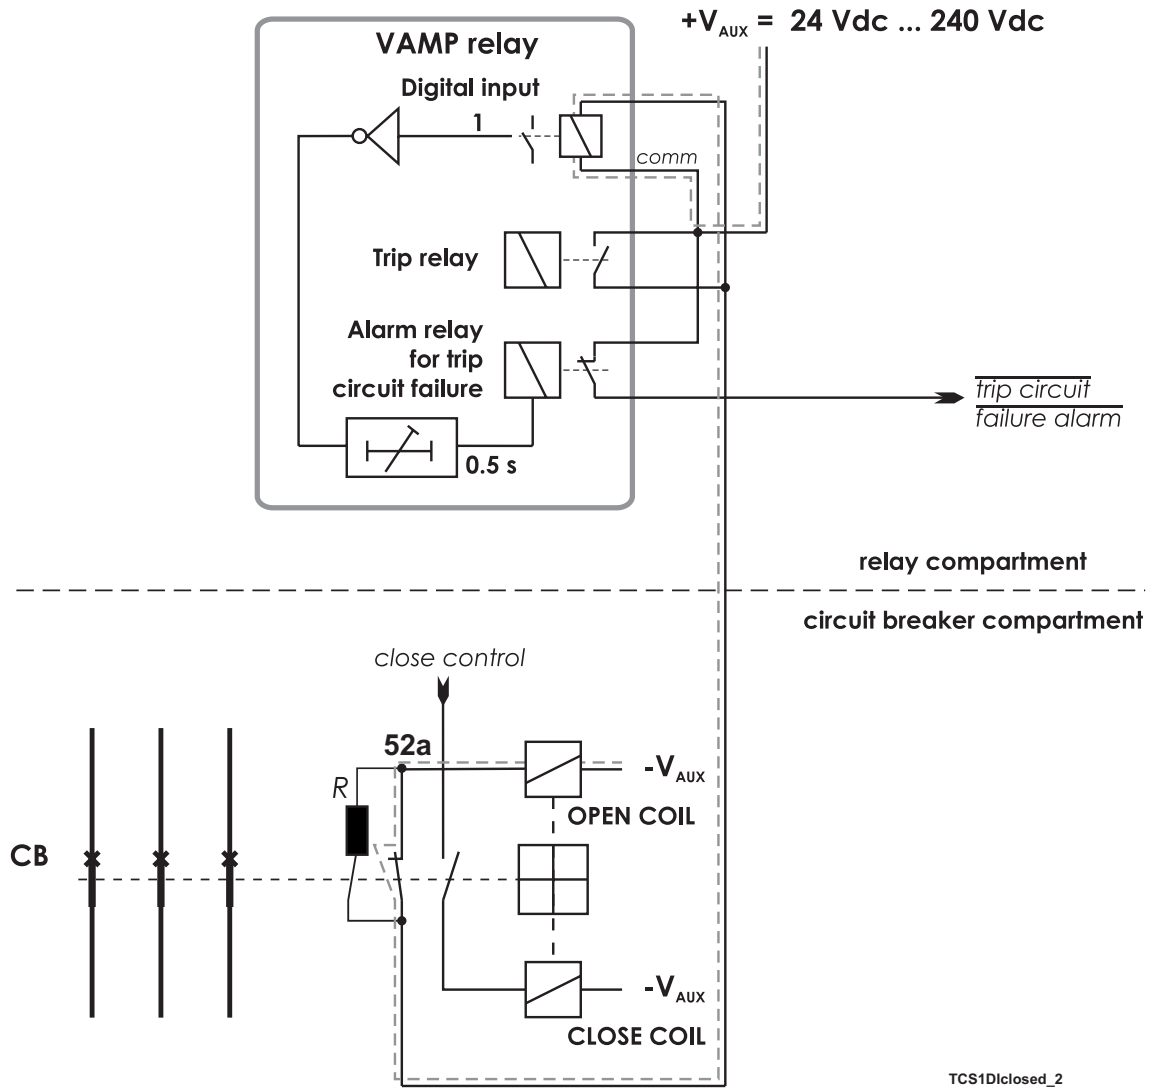 +VAUX = 24 Vdc ... 240 Vdc
VAMP relay
Digital input
1
comm
Trip relay
Alarm relay
for trip
circuit failure
0.5 s
trip circuit
failure alarm
relay compartment
circuit breaker compartment
close control
52a
R
-VAUX
OPEN COIL
CB
-VAUX
CLOSE COIL
TCS1DIclosed_2